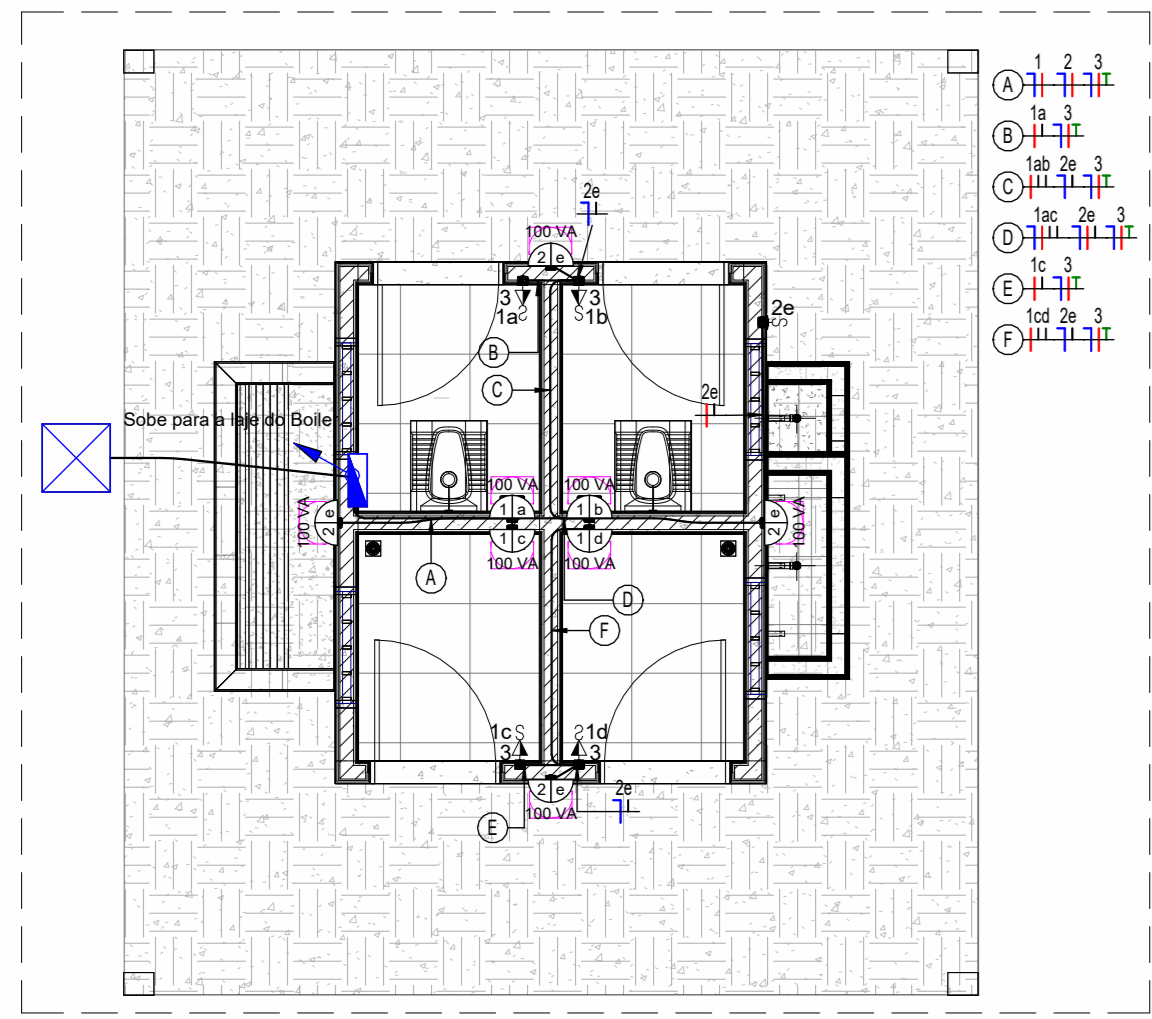 1 2 3
A
1a 3
B
1ab 2e 3
C
1ac 2e 3
D
1c 3
E
1cd 2e 3
F
2e
100 VA
2 e
3 3
1a 1b
2e
B
C
2e
Sobe para a laje do Boile
100 VA 100 VA
1 a 1 b
2 e
100 VA
2 e
100 VA
1 c 1 d
100 VA 100 VA
A
D
F
1c 1d
3 3
2 e
2e
100 VA
E